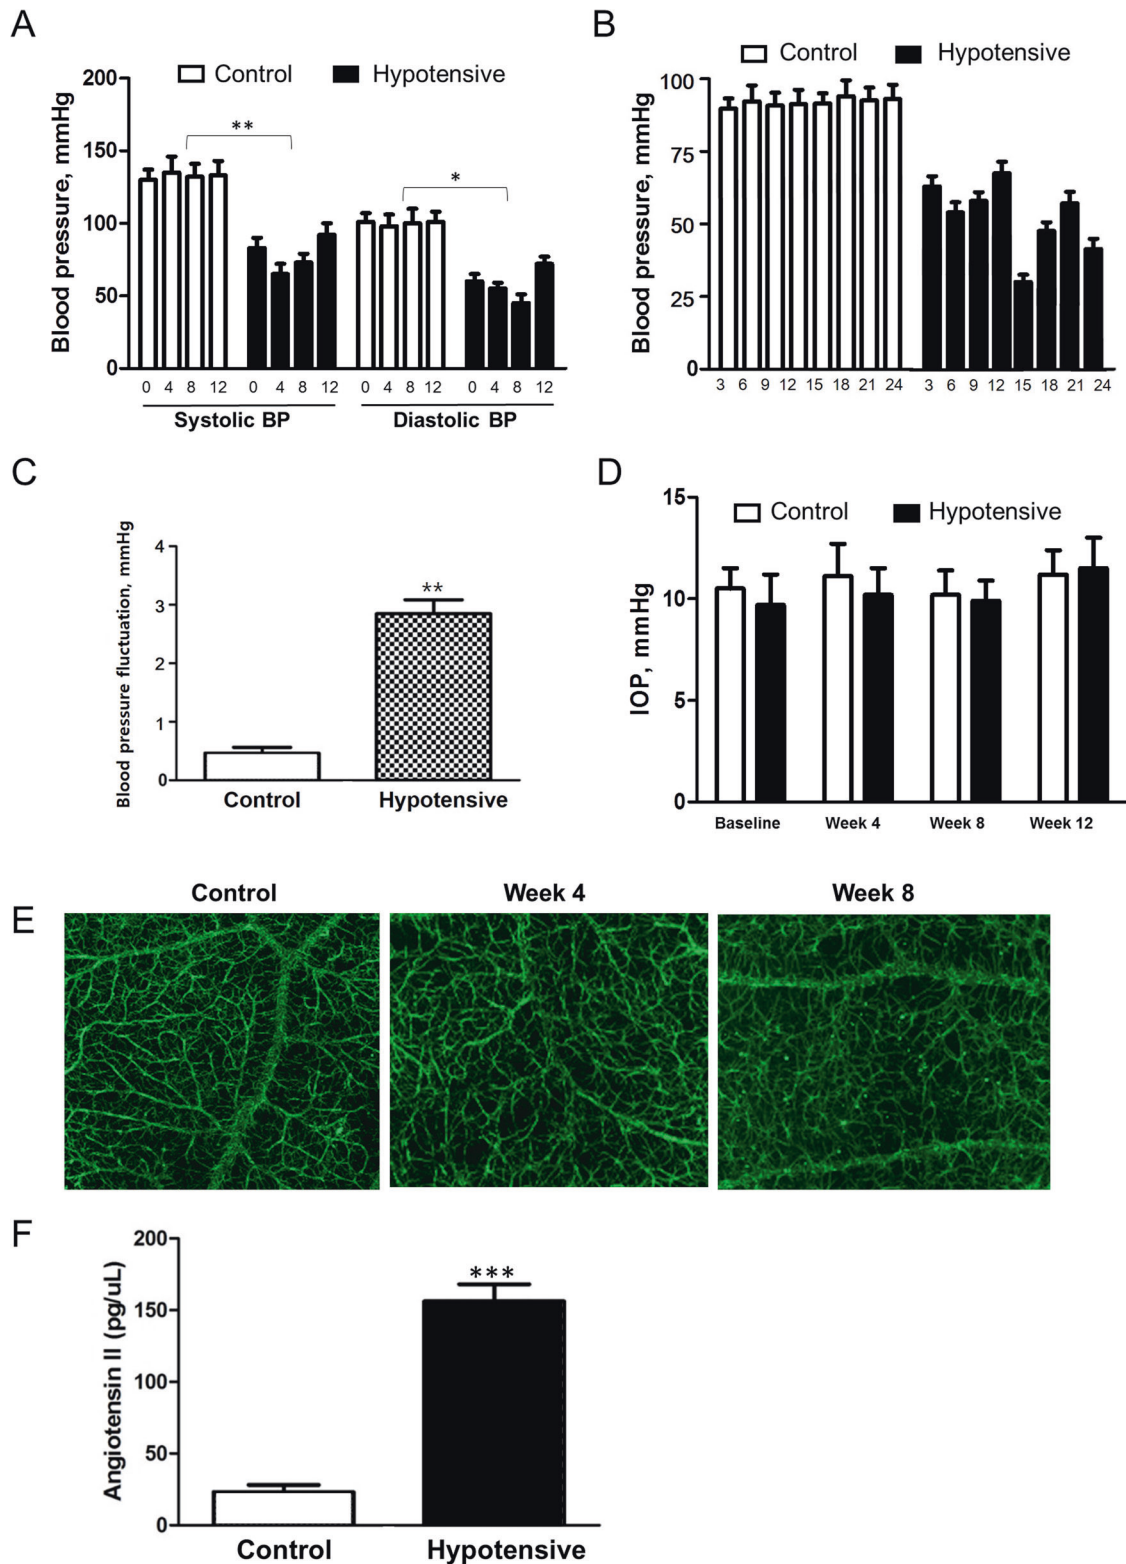 A
Control Hypotensive
200
150
100
50
0
Blood pressure, mmHg
**
*
0 4 8 12 0 4 8 12 0 4 8 12 0 4 8 12
Systolic BP Diastolic BP
B
Control Hypotensive
100
75
50
25
0
Blood pressure, mmHg
3 6 9 12 15 18 21 24 3 6 9 12 15 18 21 24
C
Blood pressure fluctuation, mmHg
4
3
2
1
0
**
Control Hypotensive
D
Control Hypotensive
15
10
5
0
IOP, mmHg
Baseline Week 4 Week 8 Week 12
E
Control Week 4 Week 8
F
Angiotensin II (pg/uL)
200
150
100
50
0
***
Control Hypotensive